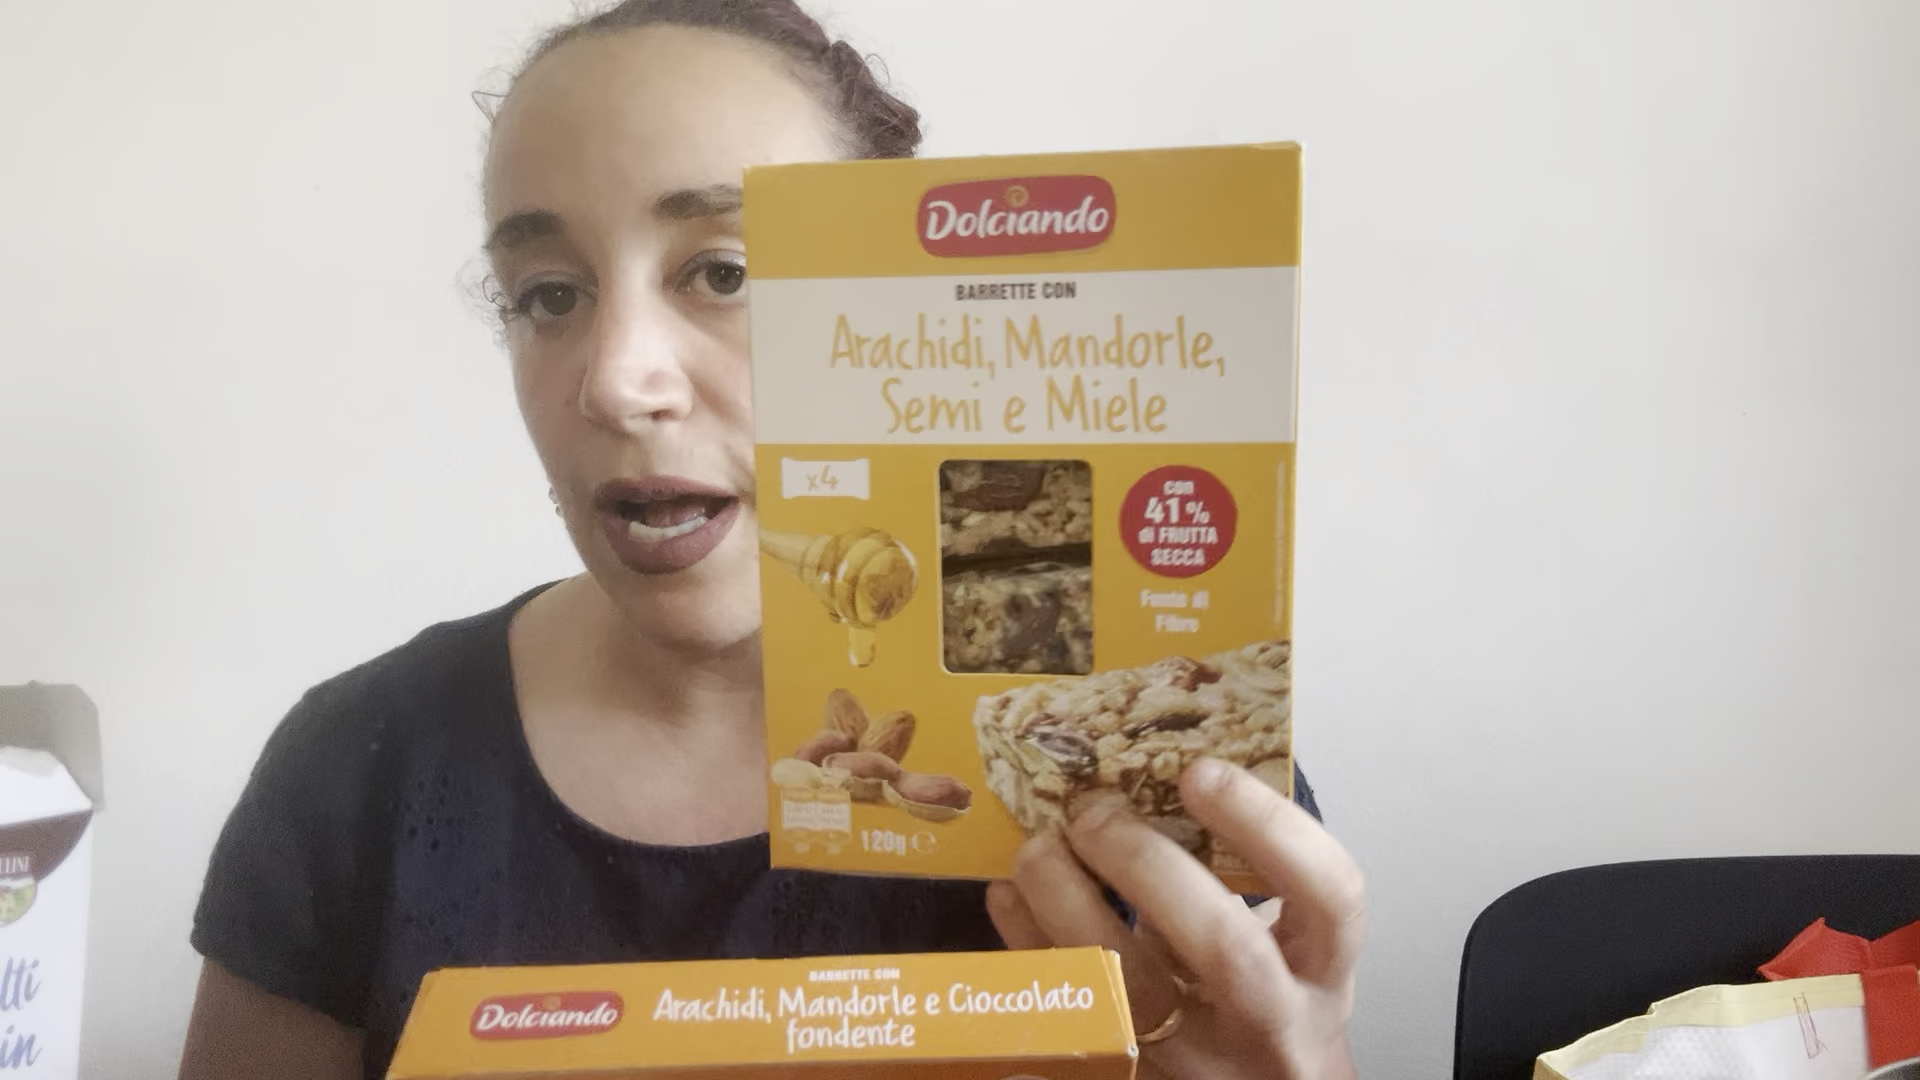 Dolciando
BARRETTE CON
Arachidi, Mandorle,
Semi e Miele
x4
CON
41%
di FRUTTA
SECCA
Fonte di
Fibre
120g ℮
BARRETTE CON
Dolciando
Arachidi, Mandorle e Cioccolato
fondente